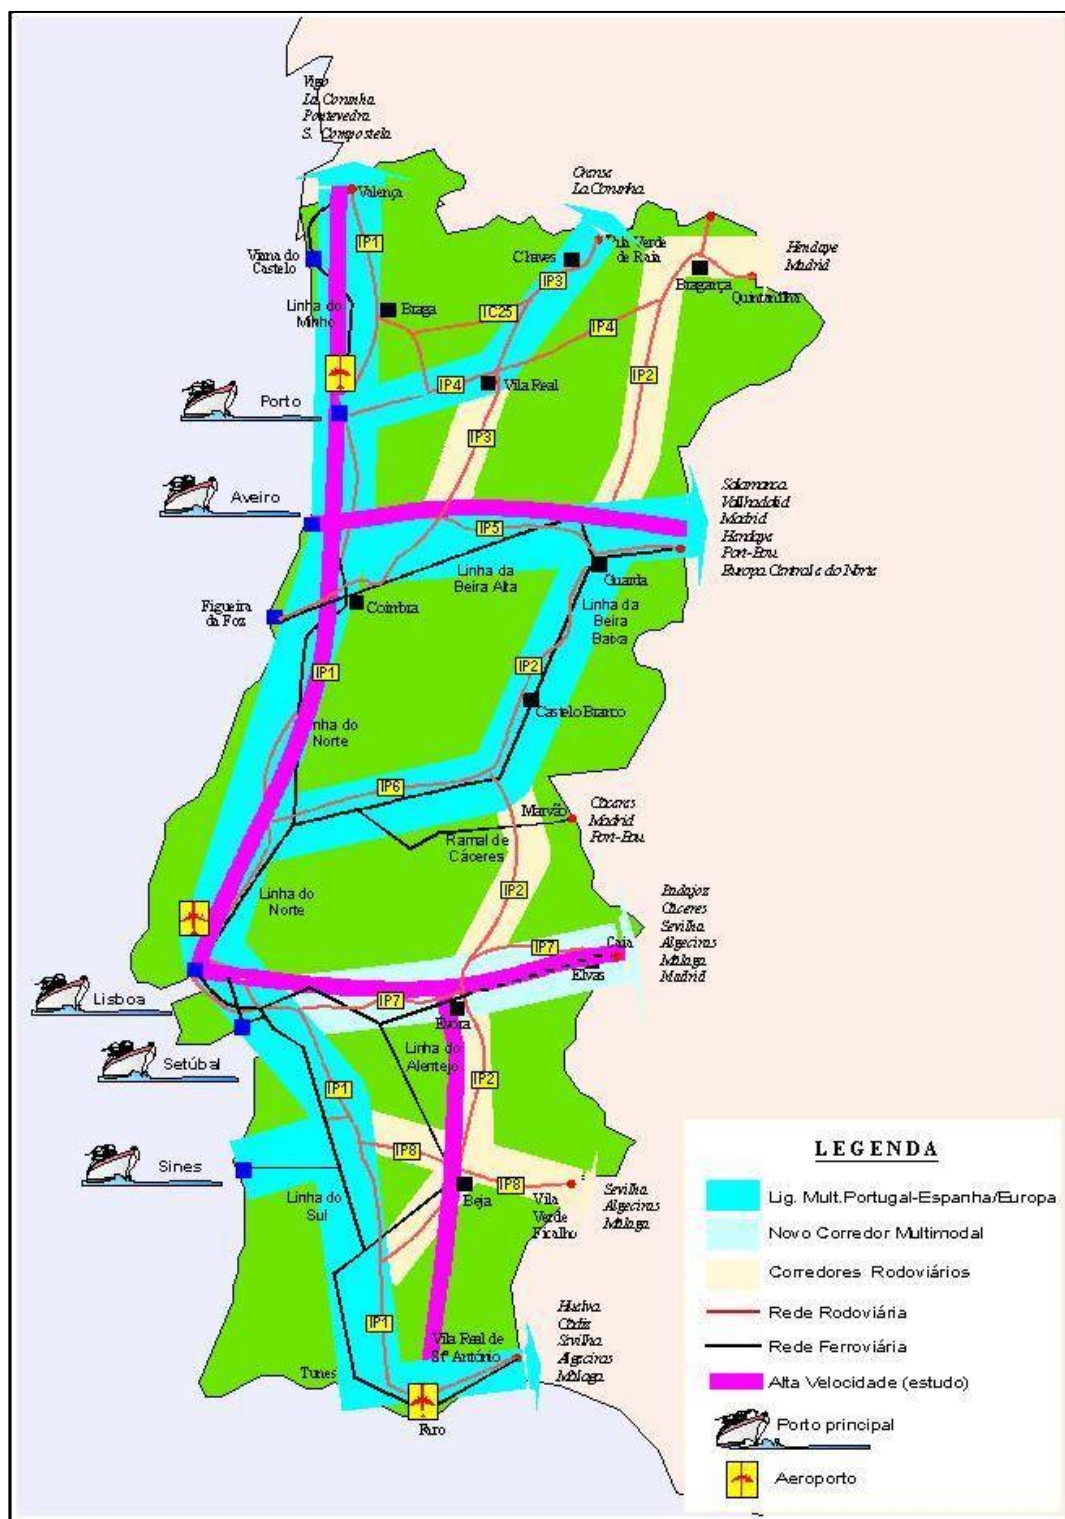 Vigo
La Corunha
Pontevedra
S. Compostela
Orense
La Corunha
Valença
IP1
Viana do
Castelo
Chaves
Verde
de Raia
Hendaye
Madrid
IP3
Bragança
Quintanilha
Linha do
Minho
Braga
IC25
IP4
IP2
IP4
Vila Real
Porto
IP3
Aveiro
Salamanca
Vallhadolid
Madrid
Hendaye
Port-Bou
Europa Central e do Norte
IP5
Guarda
Linha da
Beira Alta
Linha da
Beira
Baixa
Figueira
da Foz
Coimbra
IP1
IP2
Castelo Branco
nha do
Norte
IP6
Marvão
Cáceres
Madrid
Port-Bou
Ramal de
Cáceres
IP2
Linha do
Norte
Badajoz
Cáceres
Sevilha
Algeciras
Málaga
Madrid
IP7
Caia
Elvas
Lisboa
IP7
Évora
Setúbal
Linha do
Alentejo
IP1
IP2
Sines
IP8
Linha do
Sul
Beja
IP8
Vila
Verde
Ficalho
Sevilha
Algeciras
Málaga
IP1
Vila Real de
Stº António
Huelva
Cádiz
Sevilha
Algeciras
Málaga
Tunes
Faro
LEGENDA
Lig. Mult.Portugal-Espanha/Europa
Novo Corredor Multimodal
Corredores Rodoviários
Rede Rodoviária
Rede Ferroviária
Alta Velocidade (estudo)
Porto principal
Aeroporto